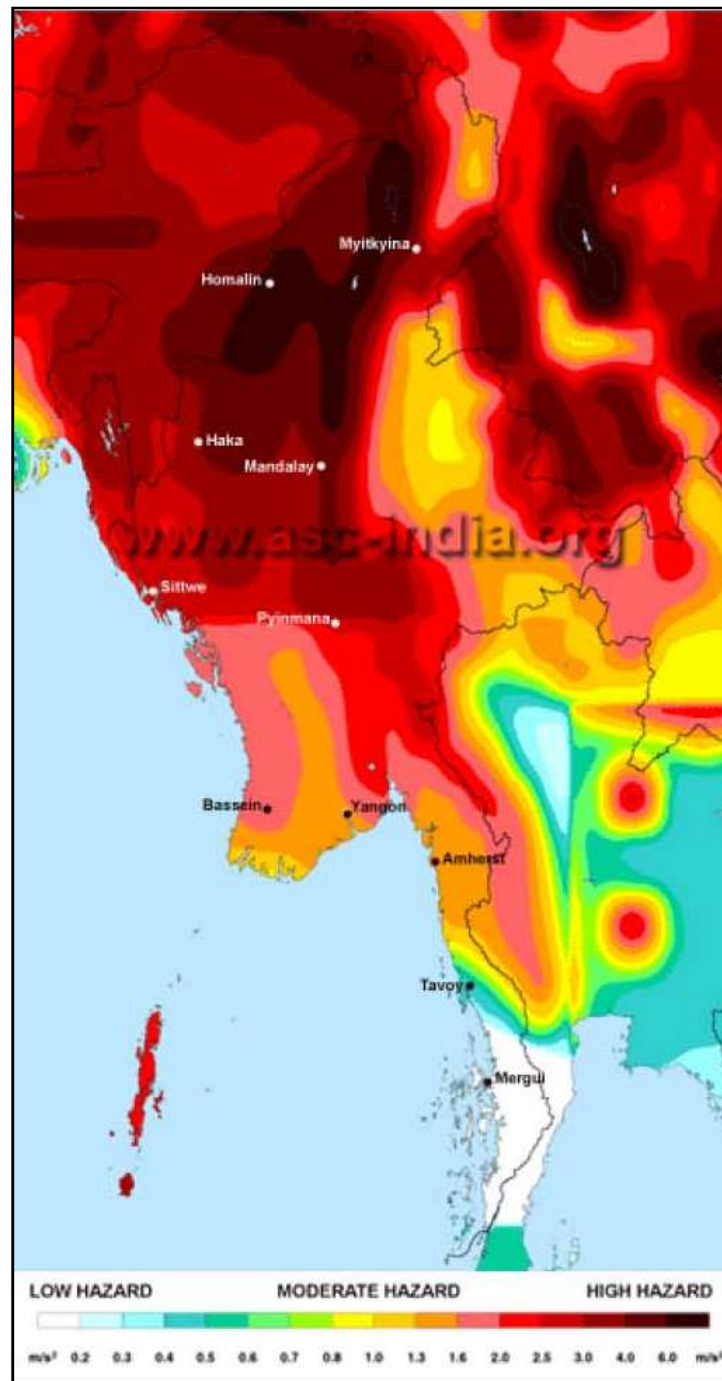 Myitkyina
Homalin
Haka
Mandalay
www.asc-india.org
Sittwe
Pyinmana
Bassein
Yangon
Amherst
Tavoy
Mergui
LOW HAZARD MODERATE HAZARD HIGH HAZARD
m/s² 0.2 0.3 0.4 0.5 0.6 0.7 0.8 1.0 1.3 1.6 2.0 2.5 3.0 4.0 6.0 m/s²